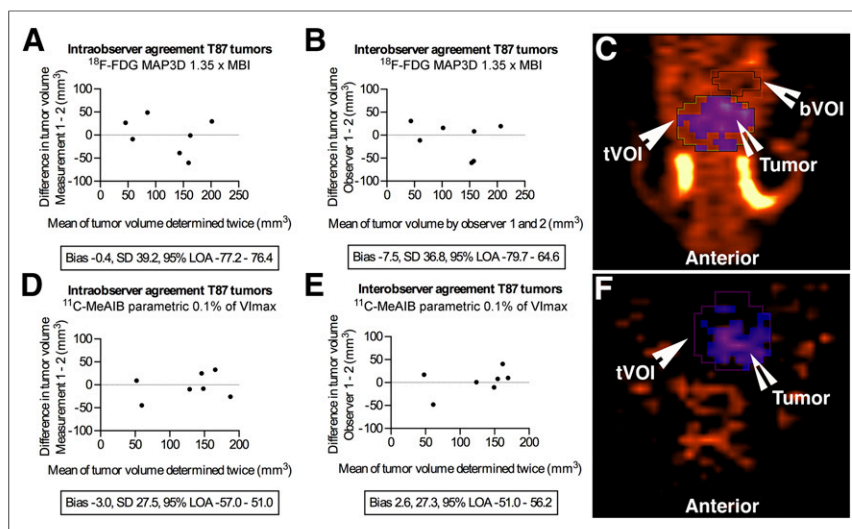 A
Intraobserver agreement T87 tumors
¹⁸F-FDG MAP3D 1.35 x MBI
Difference in tumor volume
Measurement 1 - 2 (mm³)
100
50
0
-50
-100
0 50 100 150 200 250
Mean of tumor volume determined twice (mm³)
Bias -0.4, SD 39.2, 95% LOA -77.2 - 76.4
B
Interobserver agreement T87 tumors
¹⁸F-FDG MAP3D 1.35 x MBI
Difference in tumor volume
Observer 1 - 2 (mm³)
100
50
0
-50
-100
0 50 100 150 200 250
Mean of tumor volume by observer 1 and 2 (mm³)
Bias -7.5, SD 36.8, 95% LOA -79.7 - 64.6
C
bVOI
tVOI
Tumor
Anterior
D
Intraobserver agreement T87 tumors
¹¹C-MeAIB parametric 0.1% of VImax
Difference in tumor volume
Measurement 1 - 2 (mm³)
100
50
0
-50
-100
0 50 100 150 200
Mean of tumor volume determined twice (mm³)
Bias -3.0, SD 27.5, 95% LOA -57.0 - 51.0
E
Interobserver agreement T87 tumors
¹¹C-MeAIB parametric 0.1% of VImax
Difference in tumor volume
Observer 1 - 2 (mm³)
100
50
0
-50
-100
0 50 100 150 200
Mean of tumor volume determined twice (mm³)
Bias 2.6, 27.3, 95% LOA -51.0 - 56.2
F
tVOI
Tumor
Anterior